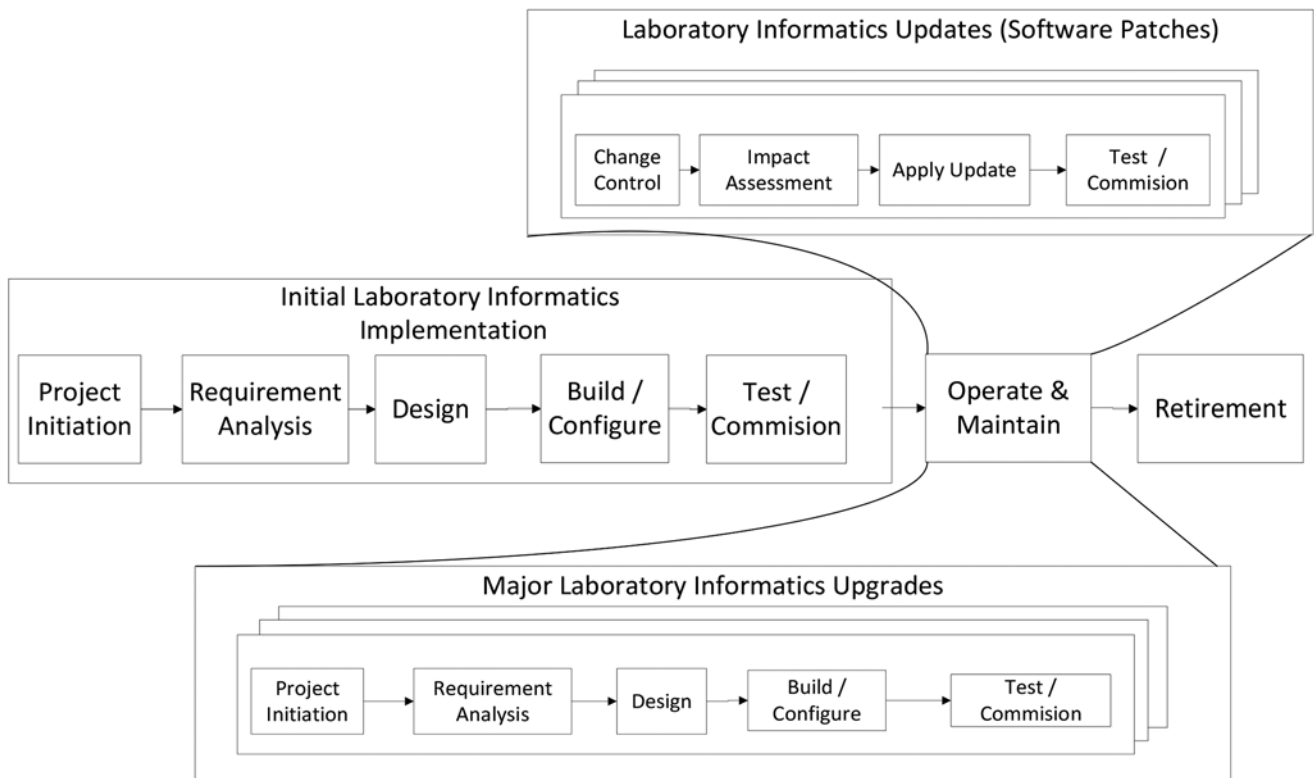 Laboratory Informatics Updates (Software Patches)
Change
Control
Impact
Assessment
Apply Update
Test /
Commision
Initial Laboratory Informatics
Implementation
Project
Initiation
Requirement
Analysis
Design
Build /
Configure
Test /
Commision
Operate &
Maintain
Retirement
Major Laboratory Informatics Upgrades
Project
Initiation
Requirement
Analysis
Design
Build /
Configure
Test /
Commision